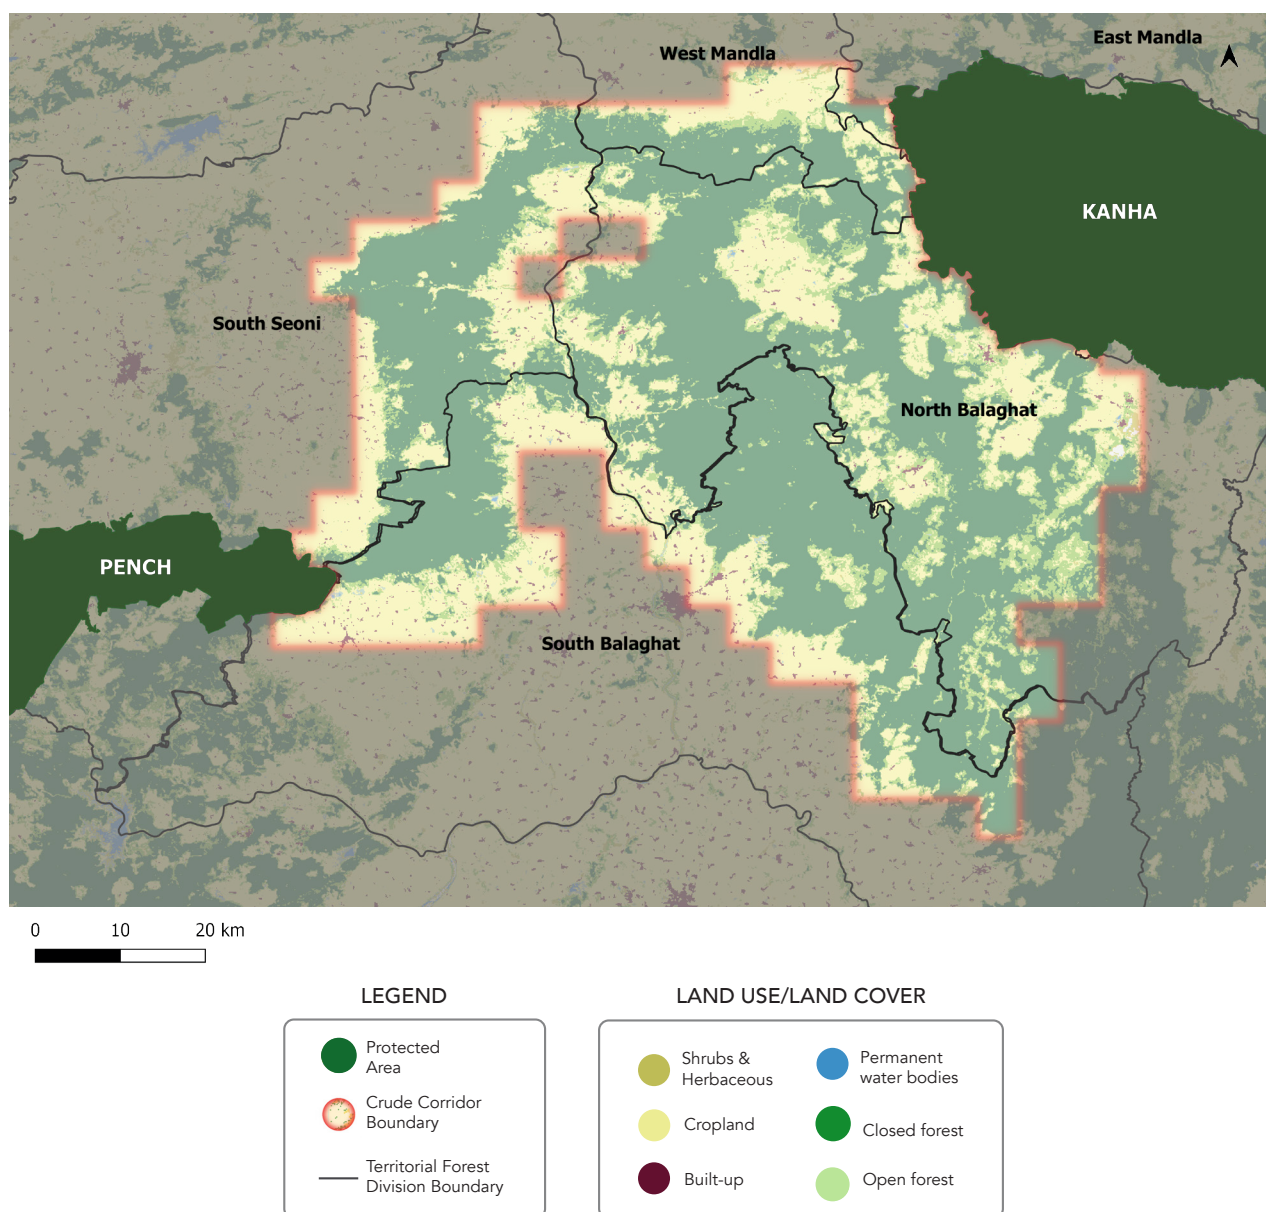 East Mandla
West Mandla
KANHA
South Seoni
North Balaghat
PENCH
South Balaghat
0 10 20 km
LEGEND
Protected
Area
Crude Corridor
Boundary
Territorial Forest
Division Boundary
LAND USE/LAND COVER
Shrubs &
Herbaceous
Cropland
Built-up
Permanent
water bodies
Closed forest
Open forest